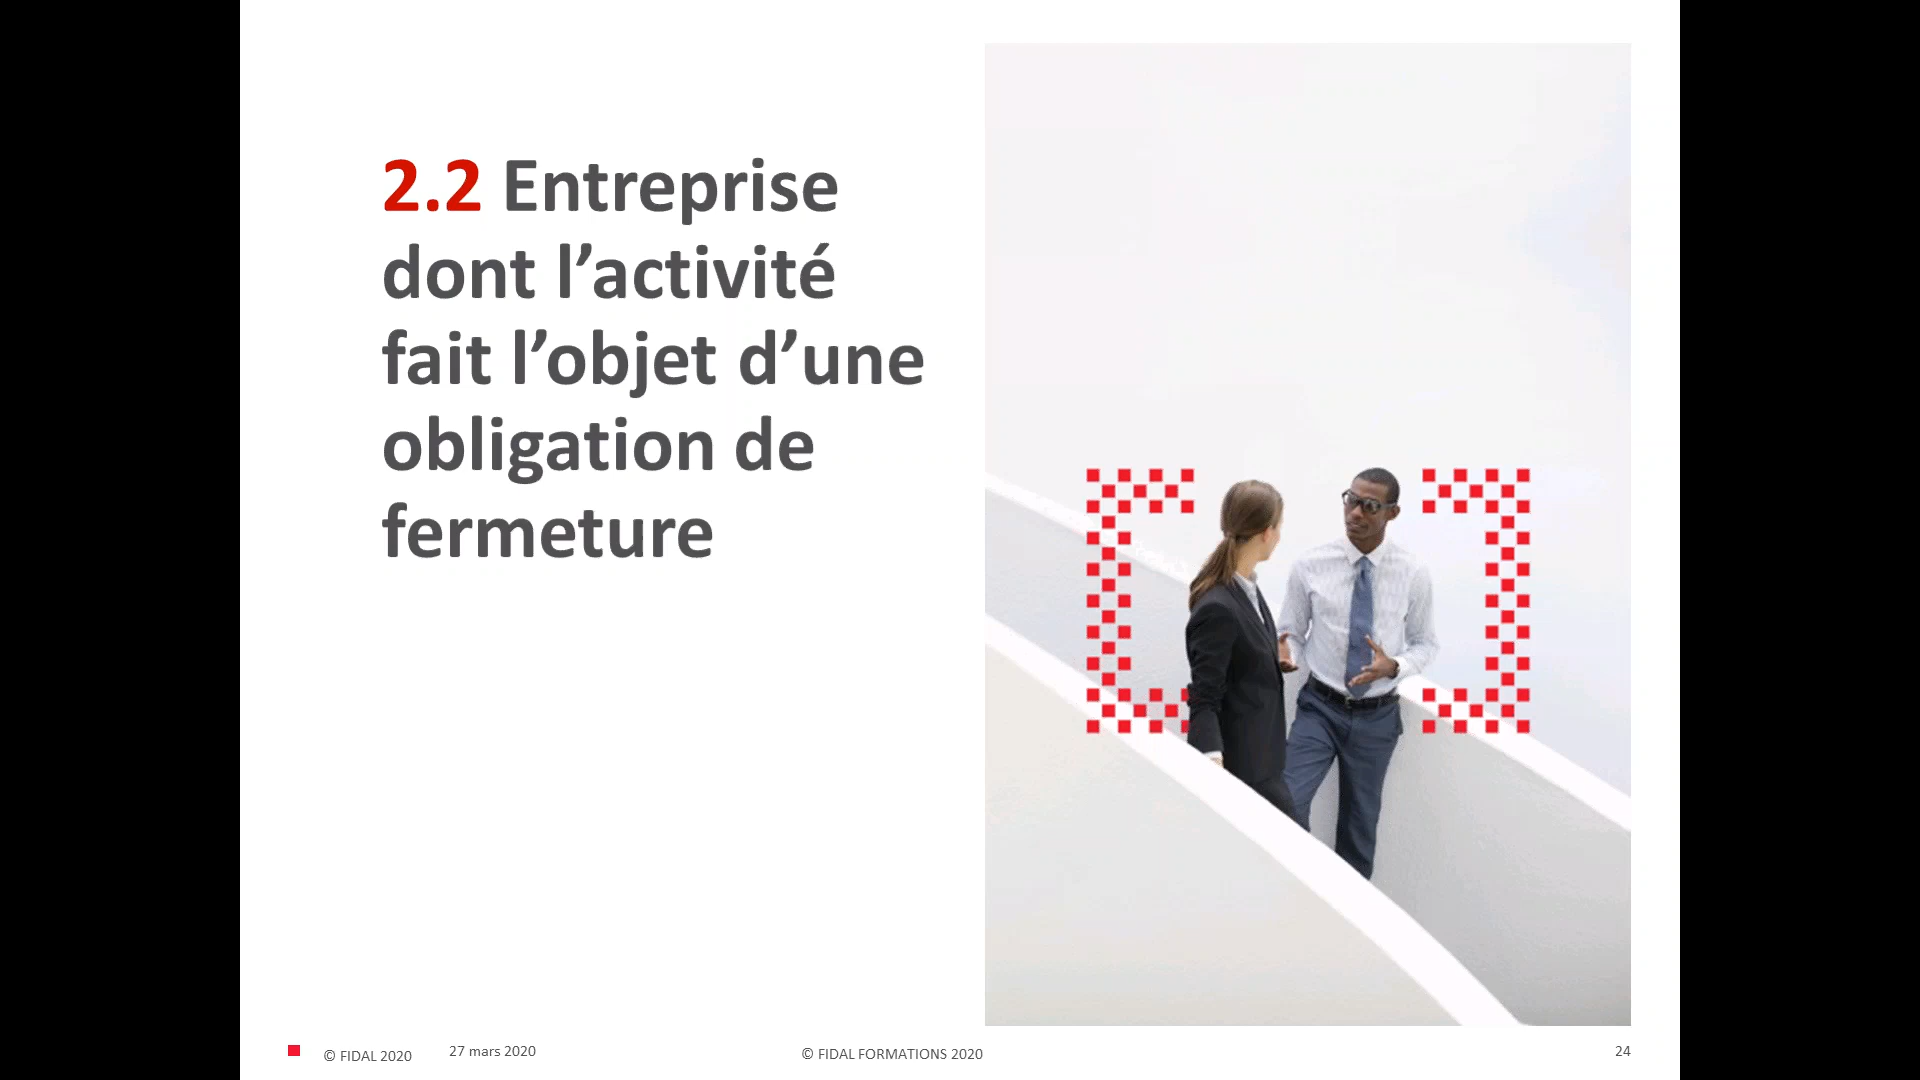 2.2 Entreprise
dont l’activité
fait l’objet d’une
obligation de
fermeture
© FIDAL 2020
27 mars 2020
© FIDAL FORMATIONS 2020
24